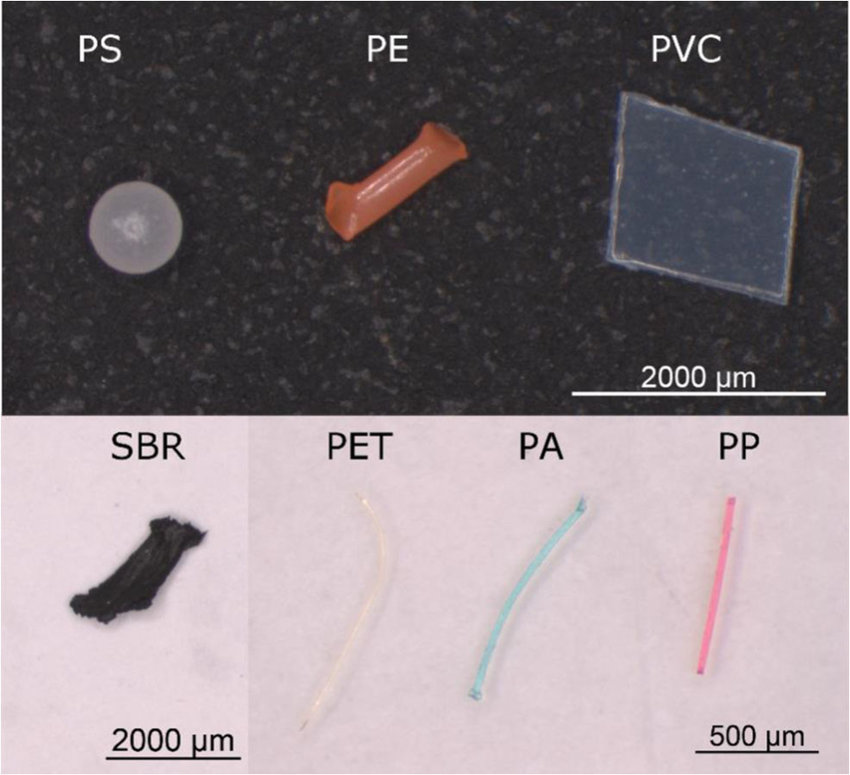 PS PE PVC
2000 µm
SBR PET PA PP
2000 µm 500 µm